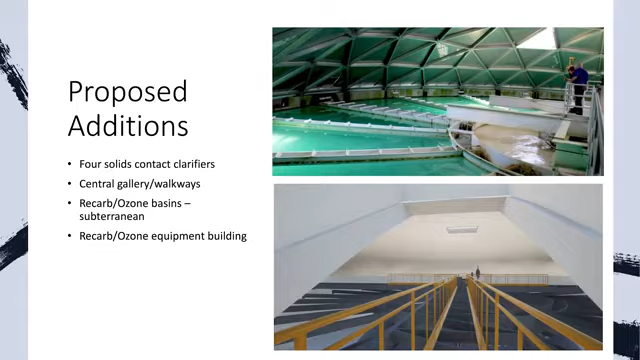 Proposed
Additions
• Four solids contact clarifiers
• Central gallery/walkways
• Recarb/Ozone basins –
subterranean
• Recarb/Ozone equipment building